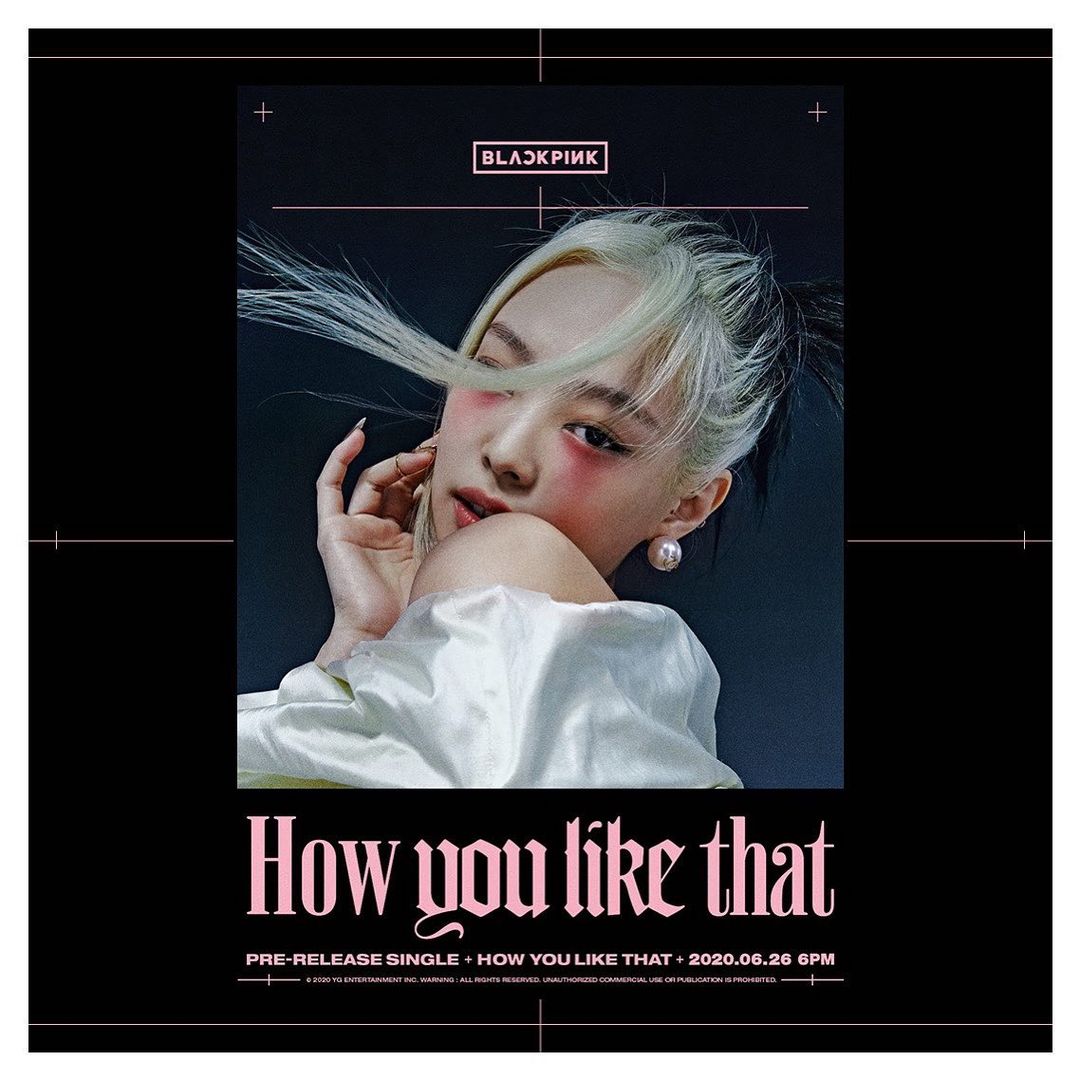 BLACKPINK
How you like that
PRE-RELEASE SINGLE + HOW YOU LIKE THAT + 2020.06.26 6PM
© 2020 YG ENTERTAINMENT INC. WARNING : ALL RIGHTS RESERVED. UNAUTHORIZED COMMERCIAL USE OR PUBLICATION IS PROHIBITED.